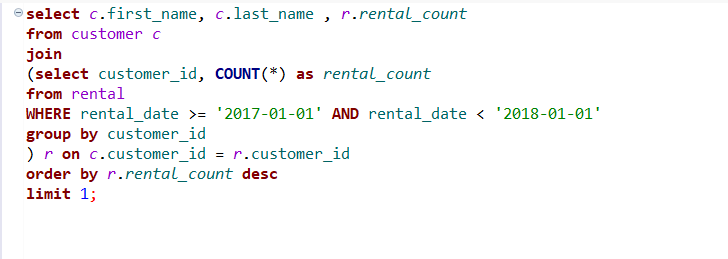 select c.first_name, c.last_name , r.rental_count
from customer c
join
(select customer_id, COUNT(*) as rental_count
from rental
WHERE rental_date >= '2017-01-01' AND rental_date < '2018-01-01'
group by customer_id
) r on c.customer_id = r.customer_id
order by r.rental_count desc
limit 1;